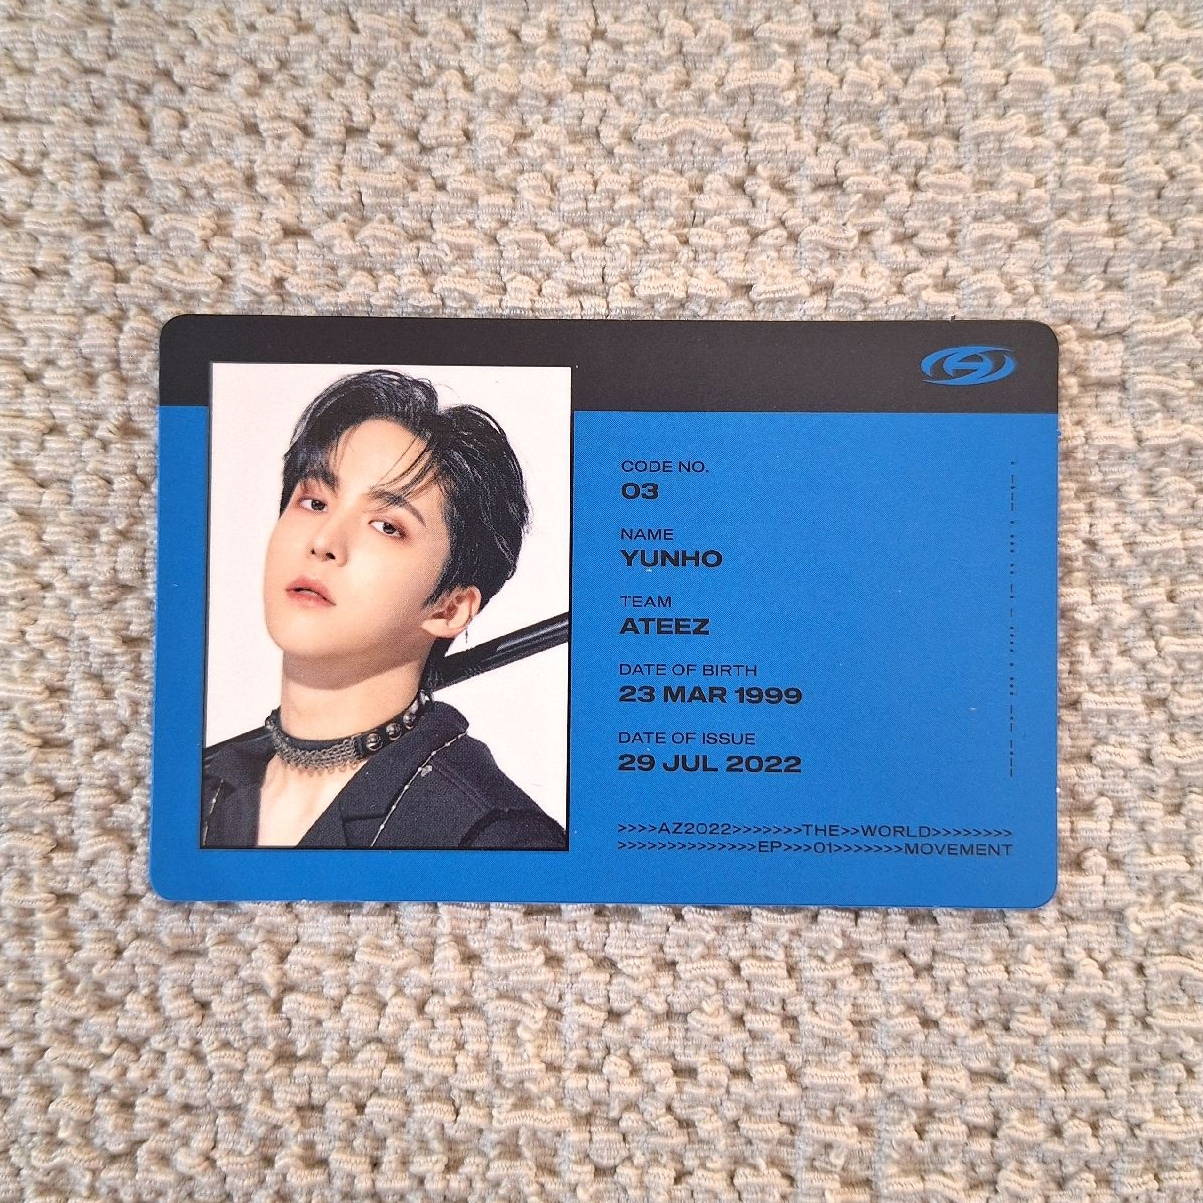 CODE NO.
03
NAME
YUNHO
TEAM
ATEEZ
DATE OF BIRTH
23 MAR 1999
DATE OF ISSUE
29 JUL 2022
>>>>AZ2022>>>>>>>THE>>WORLD>>>>>>>>
>>>>>>>>>>>>>>EP>>>01>>>>>>>MOVEMENT